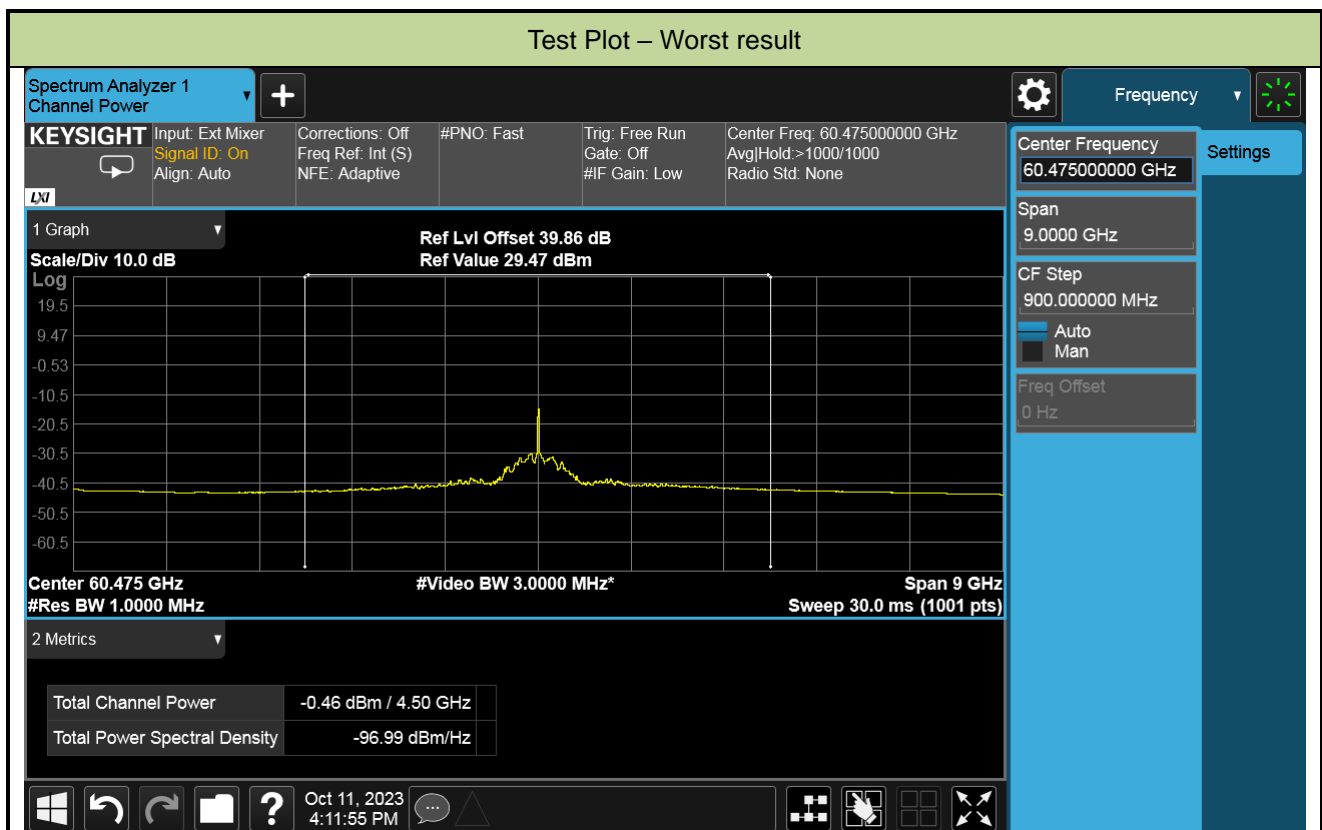 Test Plot – Worst result
Spectrum Analyzer 1
Channel Power
+
Frequency
KEYSIGHT
LXI
Input: Ext Mixer
Signal ID: On
Align: Auto
Corrections: Off
Freq Ref: Int (S)
NFE: Adaptive
#PNO: Fast
Trig: Free Run
Gate: Off
#IF Gain: Low
Center Freq: 60.475000000 GHz
Avg|Hold:>1000/1000
Radio Std: None
Center Frequency
60.475000000 GHz
Settings
Span
9.0000 GHz
CF Step
900.000000 MHz
Auto
Man
Freq Offset
0 Hz
1 Graph
Scale/Div 10.0 dB
Ref Lvl Offset 39.86 dB
Ref Value 29.47 dBm
Log
19.5
9.47
-0.53
-10.5
-20.5
-30.5
-40.5
-50.5
-60.5
Center 60.475 GHz
#Video BW 3.0000 MHz*
Span 9 GHz
#Res BW 1.0000 MHz
Sweep 30.0 ms (1001 pts)
2 Metrics
Total Channel Power -0.46 dBm / 4.50 GHz
Total Power Spectral Density -96.99 dBm/Hz
?
Oct 11, 2023
4:11:55 PM